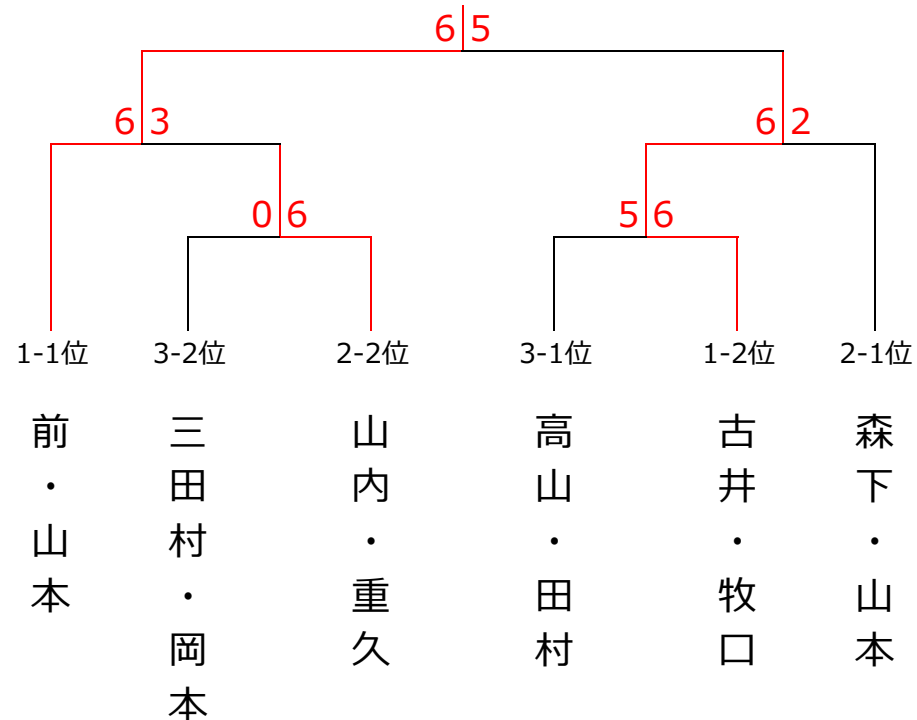 6 5
6 3
6 2
0 6
5 6
1-1位
3-2位
2-2位
3-1位
1-2位
2-1位
前・山本
三田村・岡本
山内・重久
高山・田村
古井・牧口
森下・山本